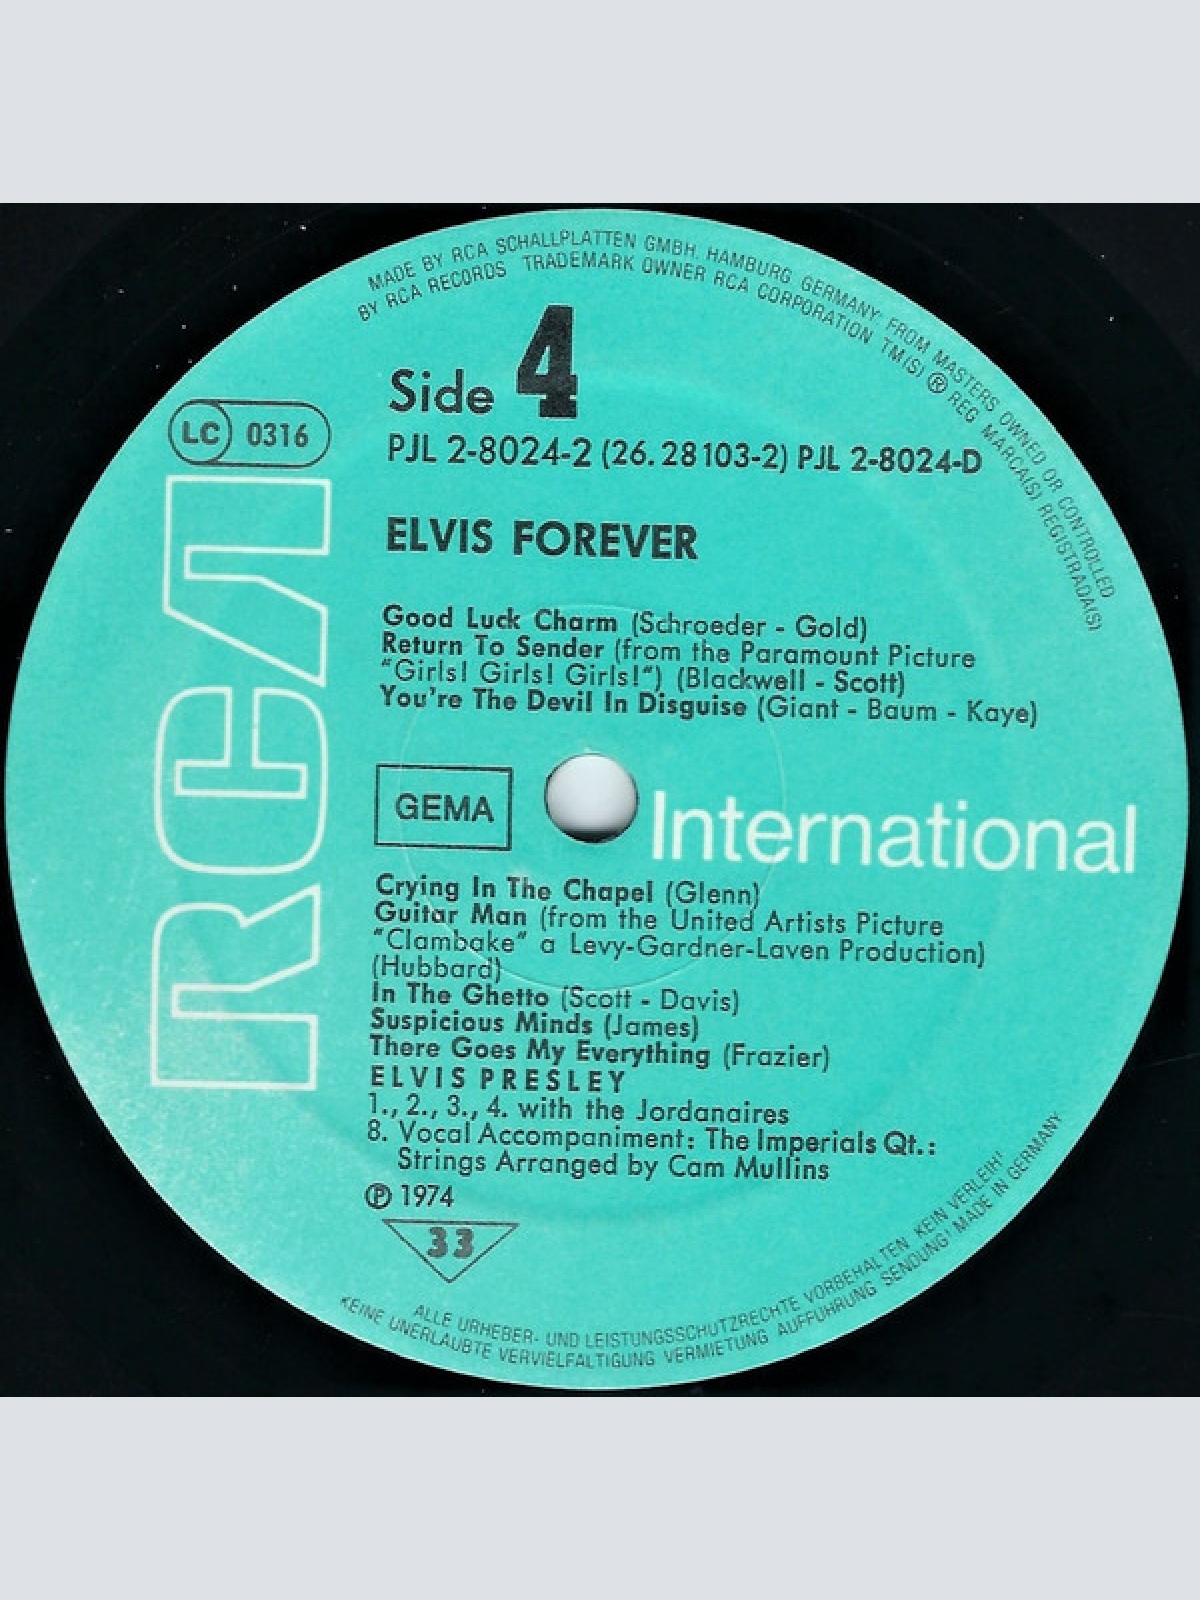 MADE BY RCA SCHALLPLATTEN GMBH. HAMBURG GERMANY· FROM MASTERS OWNED OR CONTROLLED
BY RCA RECORDS TRADEMARK OWNER RCA CORPORATION TM(S) ® REG MARCA(S) REGISTRADA(S)
Side 4
LC 0316
PJL 2-8024-2 (26.28103-2) PJL 2-8024-D
ELVIS FOREVER
Good Luck Charm (Schroeder - Gold)
Return To Sender (from the Paramount Picture
"Girls! Girls! Girls!") (Blackwell - Scott)
You're The Devil In Disguise (Giant - Baum - Kaye)
RCA
GEMA
International
Crying In The Chapel (Glenn)
Guitar Man (from the United Artists Picture
"Clambake" a Levy-Gardner-Laven Production)
(Hubbard)
In The Ghetto (Scott - Davis)
Suspicious Minds (James)
There Goes My Everything (Frazier)
ELVIS PRESLEY
1., 2., 3., 4. with the Jordanaires
8. Vocal Accompaniment: The Imperials Qt.:
Strings Arranged by Cam Mullins
℗ 1974
33
ALLE URHEBER- UND LEISTUNGSSCHUTZRECHTE VORBEHALTEN KEIN VERLEIH!
KEINE UNERLAUBTE VERVIELFALTIGUNG VERMIETUNG AUFFUHRUNG SENDUNG! MADE IN GERMANY